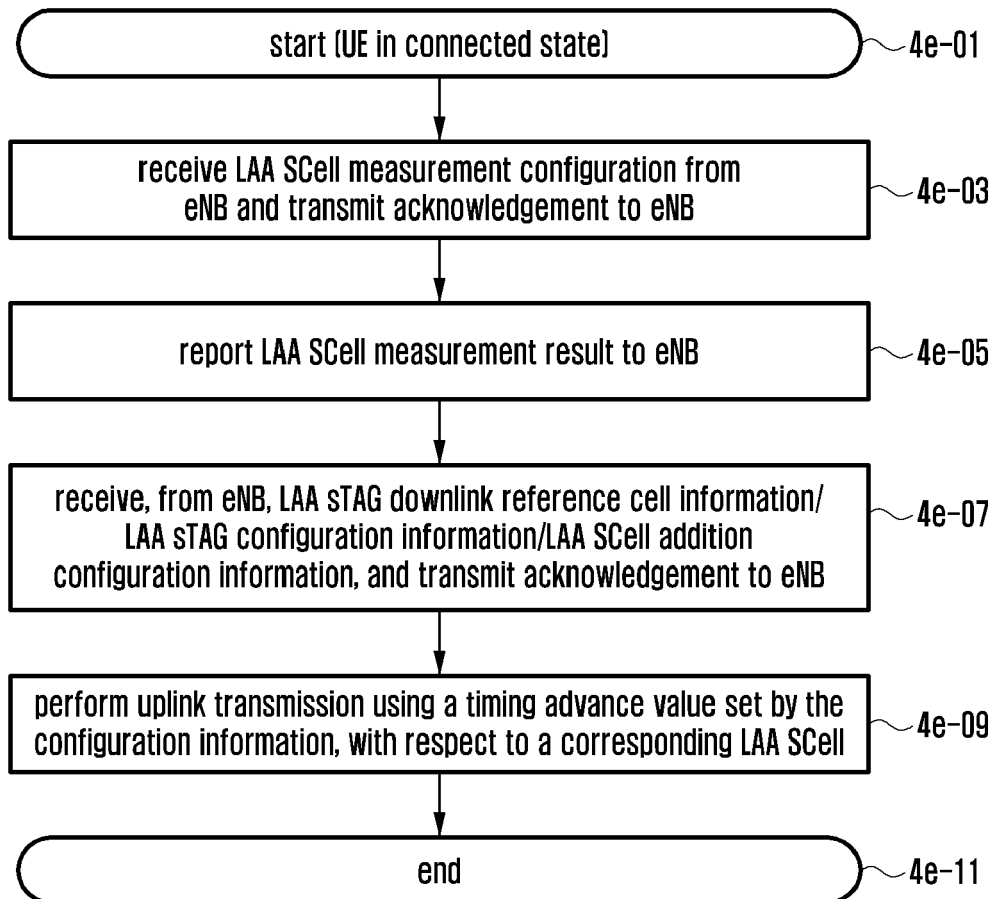 start (UE in connected state)
4e-01
receive LAA SCell measurement configuration from
eNB and transmit acknowledgement to eNB
4e-03
report LAA SCell measurement result to eNB
4e-05
receive, from eNB, LAA sTAG downlink reference cell information/
LAA sTAG configuration information/LAA SCell addition
configuration information, and transmit acknowledgement to eNB
4e-07
perform uplink transmission using a timing advance value set by the
configuration information, with respect to a corresponding LAA SCell
4e-09
end
4e-11